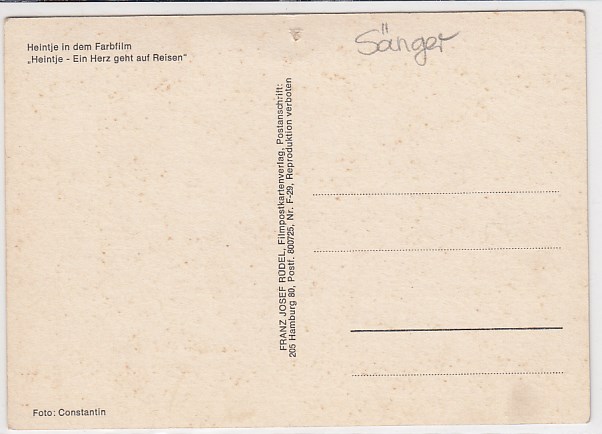 Heintje in dem Farbfilm
„Heintje - Ein Herz geht auf Reisen"
Sänger
FRANZ JOSEF RÜDEL, Filmpostkartenverlag, Postanschrift:
205 Hamburg 80, Postf. 800725, Nr. F-29, Reproduktion verboten
Foto: Constantin